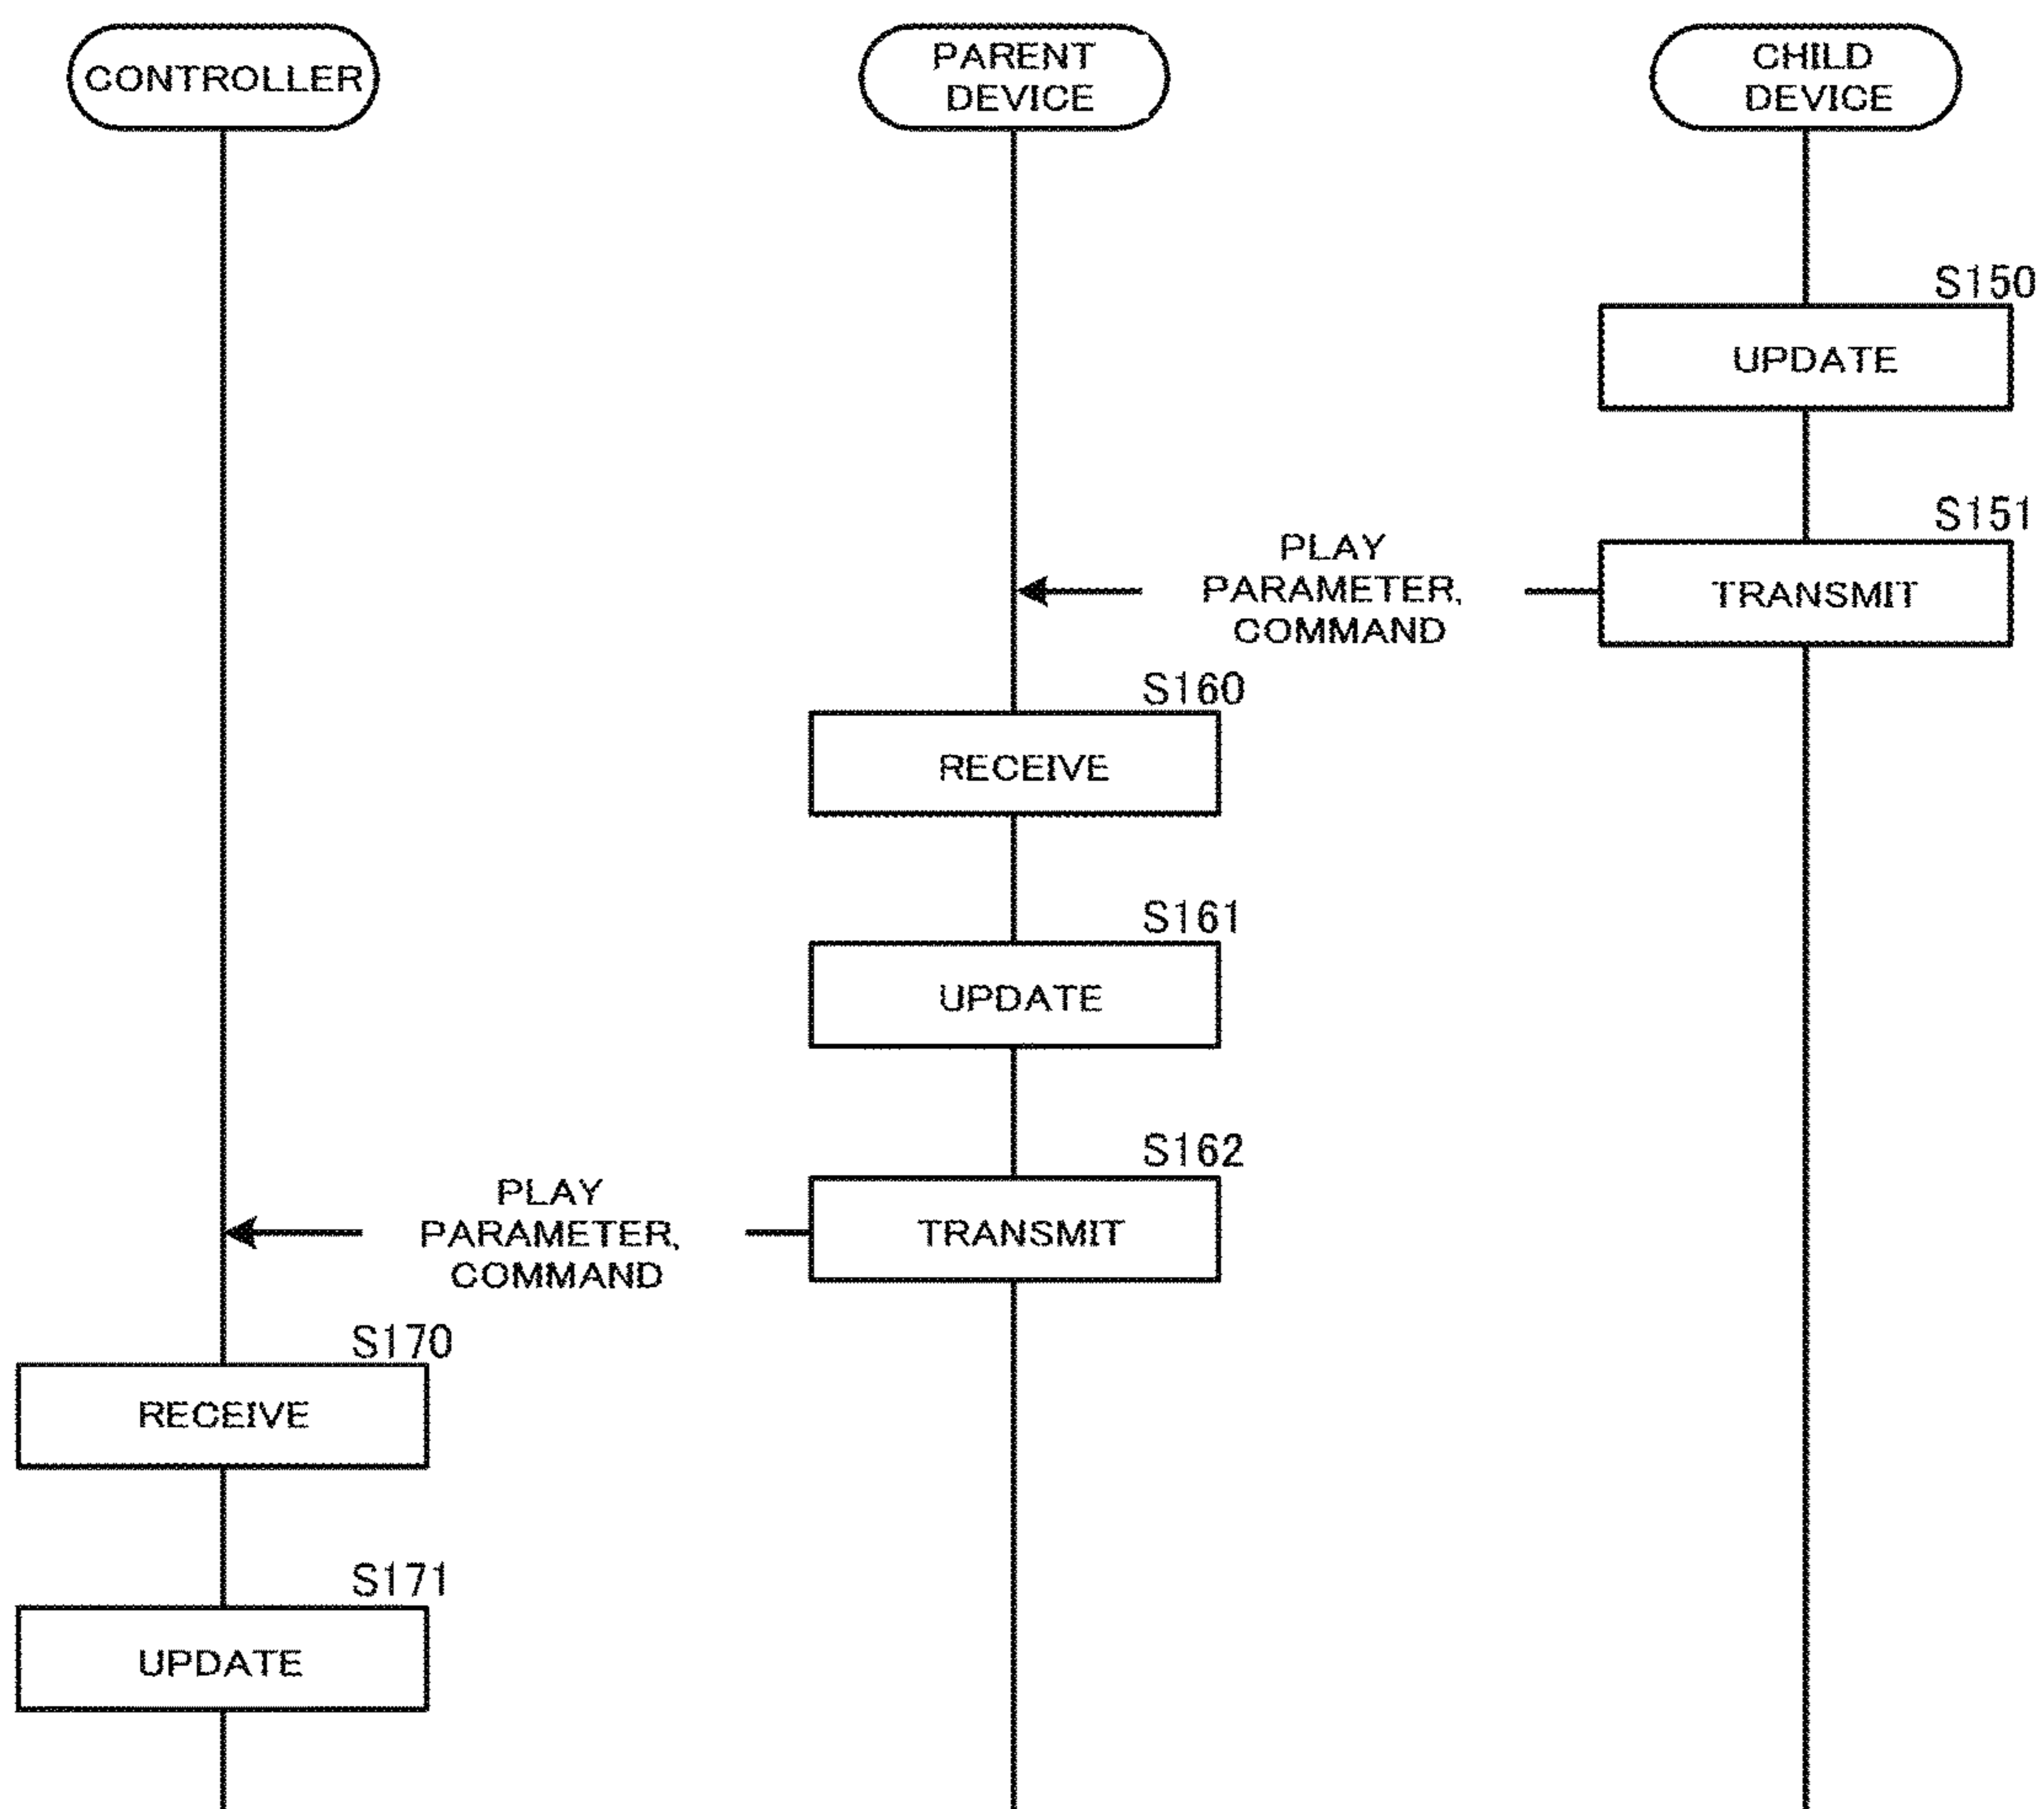 CONTROLLER
PARENT
DEVICE
CHILD
DEVICE
S150
UPDATE
S151
TRANSMIT
PLAY
PARAMETER,
COMMAND
S160
RECEIVE
S161
UPDATE
S162
TRANSMIT
PLAY
PARAMETER,
COMMAND
S170
RECEIVE
S171
UPDATE